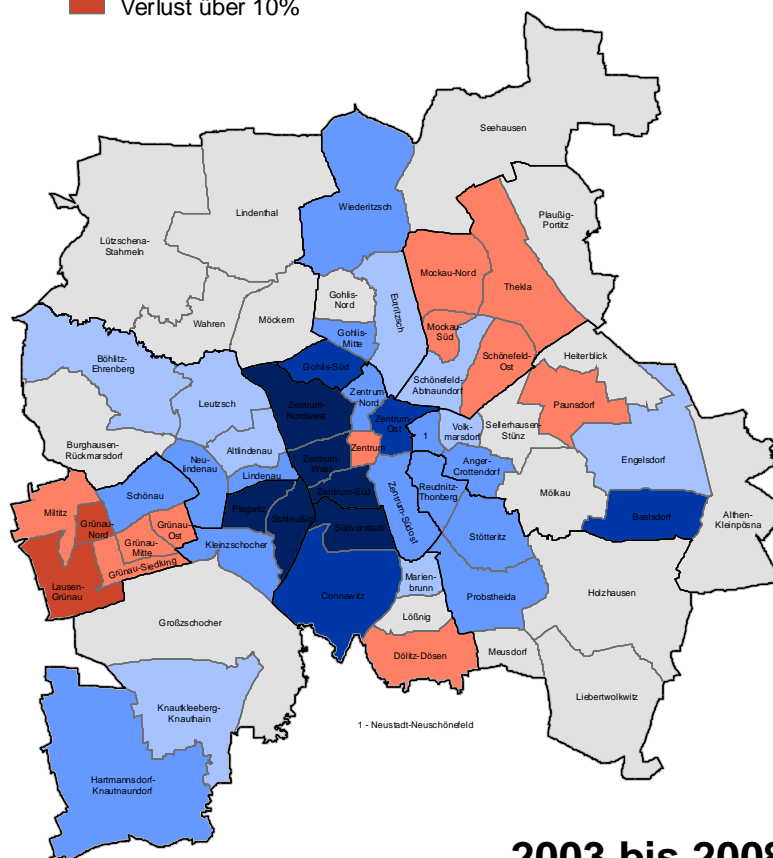 Verlust über 10%
Seehausen
Wiederitzsch
Lindenthal
Plaußig-
Portitz
Lützschena-
Stahmeln
Mockau-Nord
Thekla
Gohlis-
Nord
Eutritzsch
Wahren
Möckern
Mockau-
Süd
Gohlis-
Mitte
Schönefeld-
Ost
Heiterblick
Böhlitz-
Ehrenberg
Gohlis-Süd
Schönefeld-
Abtnaundorf
Leutzsch
Zentrum-
Nordwest
Zentrum-
Nord
Zentrum-
Ost
Paunsdorf
Volk-
marsdorf
Sellerhausen-
Stünz
1
Burghausen-
Rückmarsdorf
Altlindenau
Zentrum
Engelsdorf
Neu-
lindenau
Zentrum-
West
Anger-
Crottendorf
Lindenau
Schönau
Zentrum-Süd
Reudnitz-
Thonberg
Mölkau
Plagwitz
Schleußig
Zentrum-Südost
Miltitz
Grünau-
Nord
Grünau-
Ost
Südvorstadt
Baalsdorf
Althen-
Kleinpösna
Stötteritz
Grünau-
Mitte
Kleinzschocher
Grünau-Siedlung
Lausen-
Grünau
Connewitz
Marien-
brunn
Probstheida
Holzhausen
Lößnig
Großzschocher
Dölitz-Dösen
Meusdorf
Liebertwolkwitz
Knautkleeberg-
Knauthain
1 - Neustadt-Neuschönefeld
Hartmannsdorf-
Knautnaundorf
2003 bis 2008